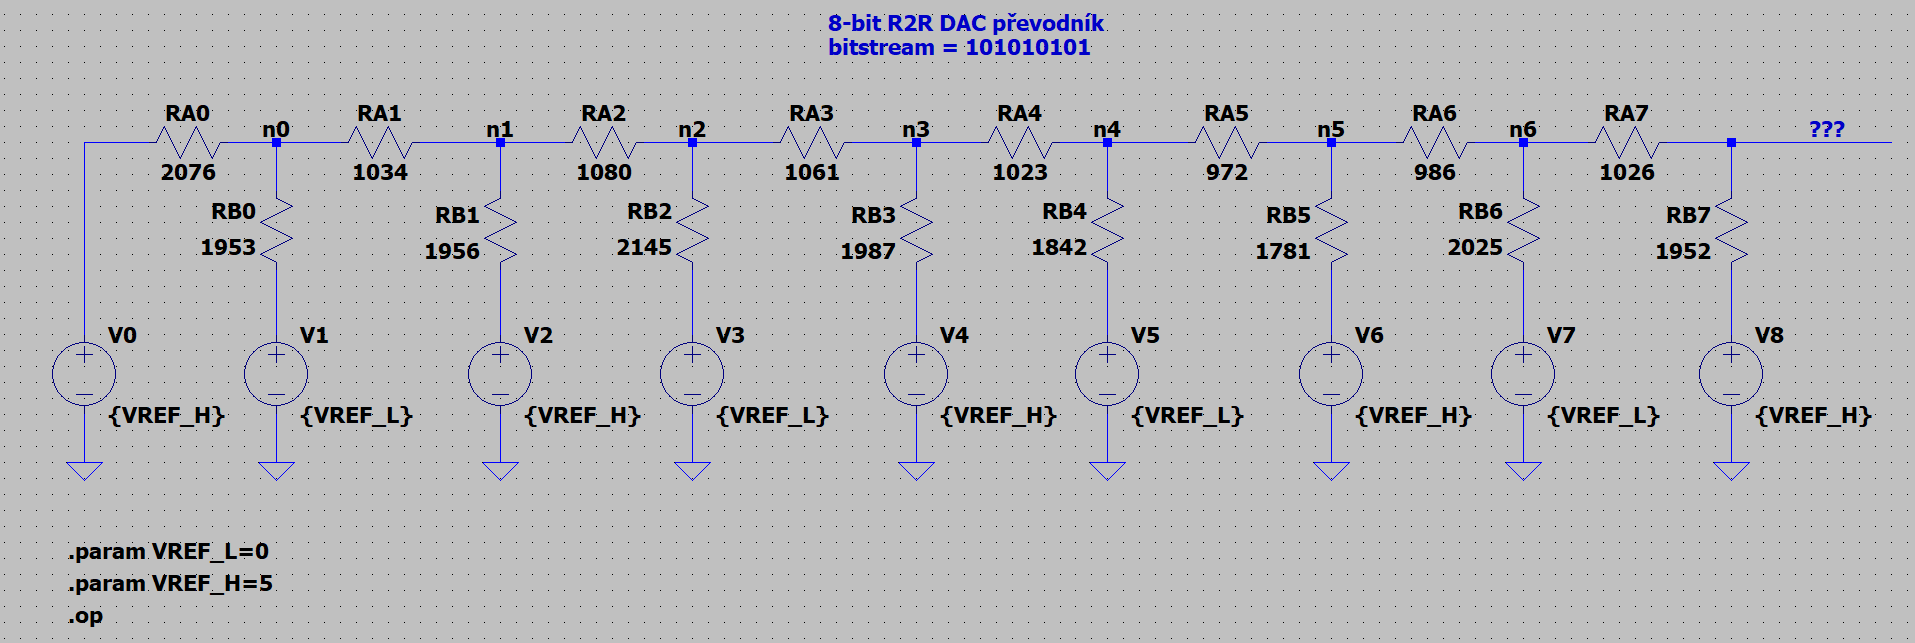 8-bit R2R DAC převodník
bitstream = 101010101
RA0 RA1 RA2 RA3 RA4 RA5 RA6 RA7
n0 n1 n2 n3 n4 n5 n6 ???
2076 1034 1080 1061 1023 972 986 1026
RB0 RB1 RB2 RB3 RB4 RB5 RB6 RB7
1953 1956 2145 1987 1842 1781 2025 1952
V0 V1 V2 V3 V4 V5 V6 V7 V8
{VREF_H} {VREF_L} {VREF_H} {VREF_L} {VREF_H} {VREF_L} {VREF_H} {VREF_L} {VREF_H}
.param VREF_L=0
.param VREF_H=5
.op